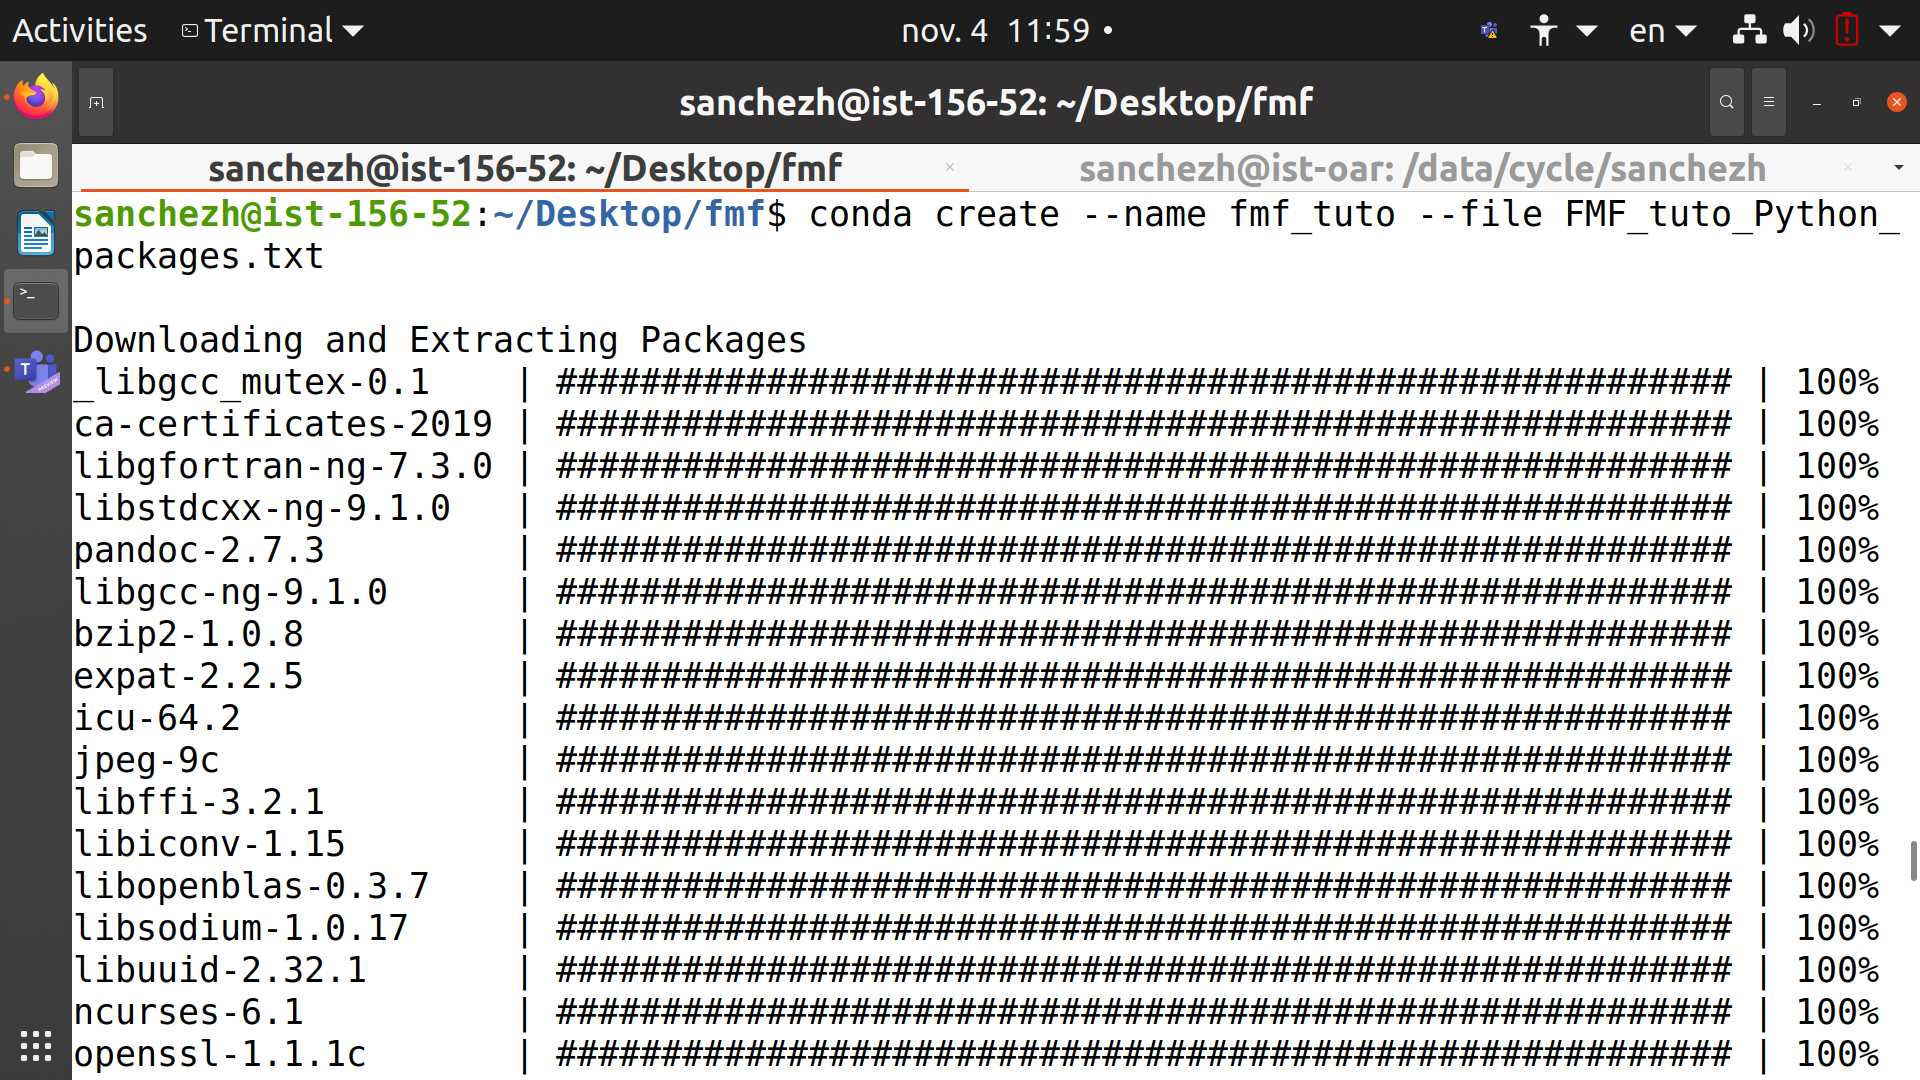 Activities Terminal nov. 4 11:59 en
sanchezh@ist-156-52: ~/Desktop/fmf
sanchezh@ist-156-52: ~/Desktop/fmf sanchezh@ist-oar: /data/cycle/sanchezh
sanchezh@ist-156-52:~/Desktop/fmf$ conda create --name fmf_tuto --file FMF_tuto_Python_
packages.txt
Downloading and Extracting Packages
_libgcc_mutex-0.1 | ######################################################## | 100%
ca-certificates-2019 | ######################################################## | 100%
libgfortran-ng-7.3.0 | ######################################################## | 100%
libstdcxx-ng-9.1.0 | ######################################################## | 100%
pandoc-2.7.3 | ######################################################## | 100%
libgcc-ng-9.1.0 | ######################################################## | 100%
bzip2-1.0.8 | ######################################################## | 100%
expat-2.2.5 | ######################################################## | 100%
icu-64.2 | ######################################################## | 100%
jpeg-9c | ######################################################## | 100%
libffi-3.2.1 | ######################################################## | 100%
libiconv-1.15 | ######################################################## | 100%
libopenblas-0.3.7 | ######################################################## | 100%
libsodium-1.0.17 | ######################################################## | 100%
libuuid-2.32.1 | ######################################################## | 100%
ncurses-6.1 | ######################################################## | 100%
openssl-1.1.1c | ######################################################## | 100%